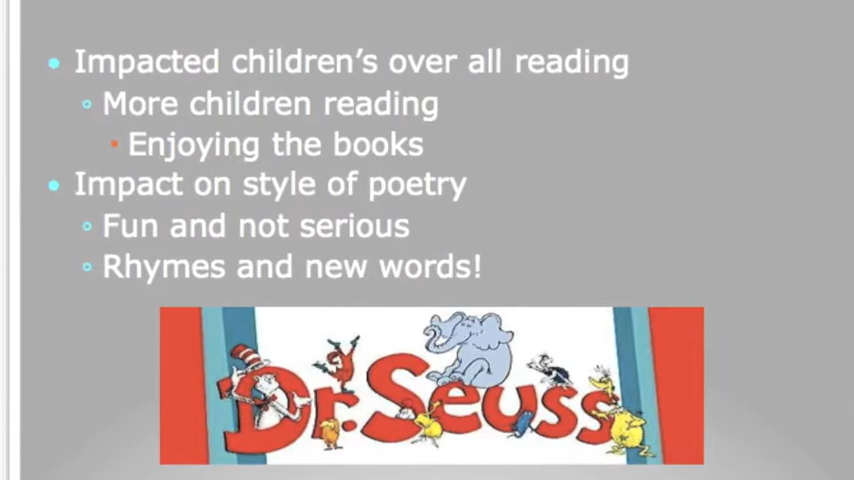 Impacted children's over all reading
More children reading
Enjoying the books
Impact on style of poetry
Fun and not serious
Rhymes and new words!
Dr. Seuss